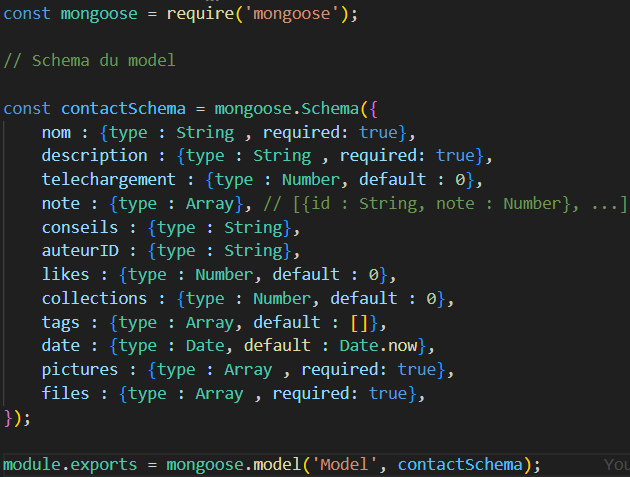 const mongoose = require('mongoose');
// Schema du model
const contactSchema = mongoose.Schema({
nom : {type : String , required: true},
description : {type : String , required: true},
telechargement : {type : Number, default : 0},
note : {type : Array}, // [{id : String, note : Number}, ...]
conseils : {type : String},
auteurID : {type : String},
likes : {type : Number, default : 0},
collections : {type : Number, default : 0},
tags : {type : Array, default : []},
date : {type : Date, default : Date.now},
pictures : {type : Array , required: true},
files : {type : Array , required: true},
});
module.exports = mongoose.model('Model', contactSchema); You